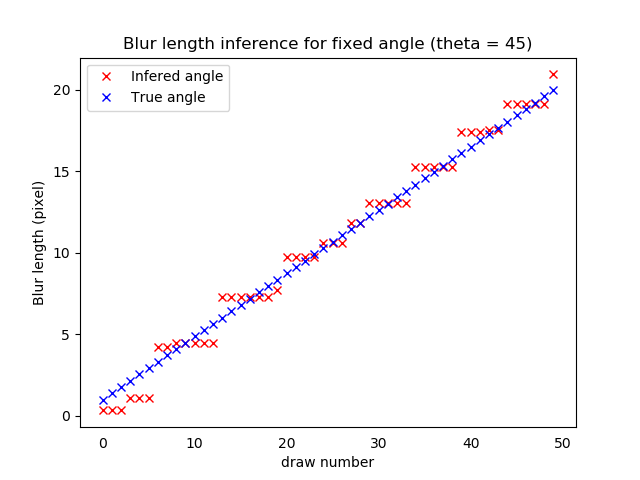 Blur length inference for fixed angle (theta = 45)
Infered angle
True angle
20
15
10
5
0
Blur length (pixel)
0 10 20 30 40 50
draw number